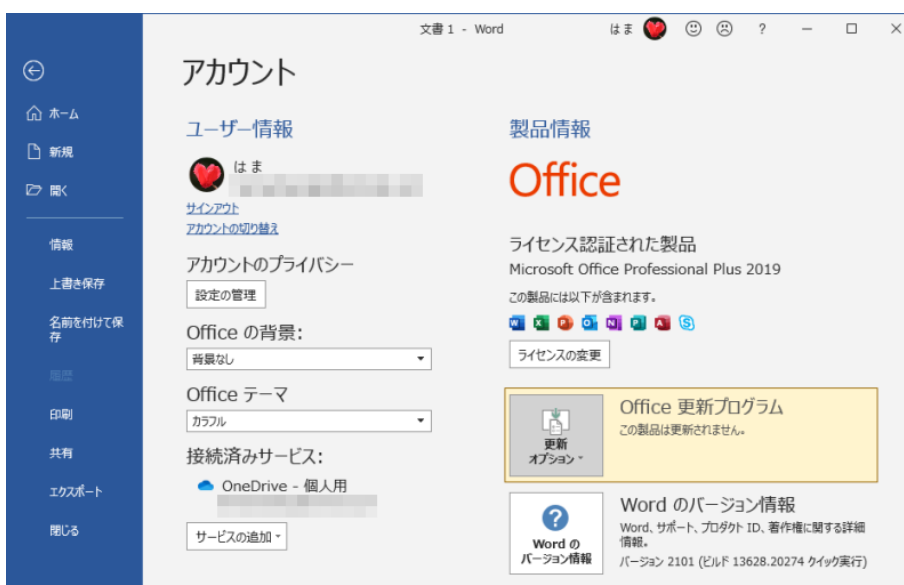 文書 1 - Word
は ま
?
アカウント
ホーム
新規
開く
情報
上書き保存
名前を付けて保
存
履歴
印刷
共有
エクスポート
閉じる
ユーザー情報
は ま
サインアウト
アカウントの切り替え
アカウントのプライバシー
設定の管理
Office の背景:
背景なし
Office テーマ
カラフル
接続済みサービス:
OneDrive - 個人用
サービスの追加
製品情報
Office
ライセンス認証された製品
Microsoft Office Professional Plus 2019
この製品には以下が含まれます。
ライセンスの変更
更新
オプション
Office 更新プログラム
この製品は更新されません。
?
Word の
バージョン情報
Word のバージョン情報
Word、サポート、プロダクト ID、著作権に関する詳細
情報。
バージョン 2101 (ビルド 13628.20274 クイック実行)